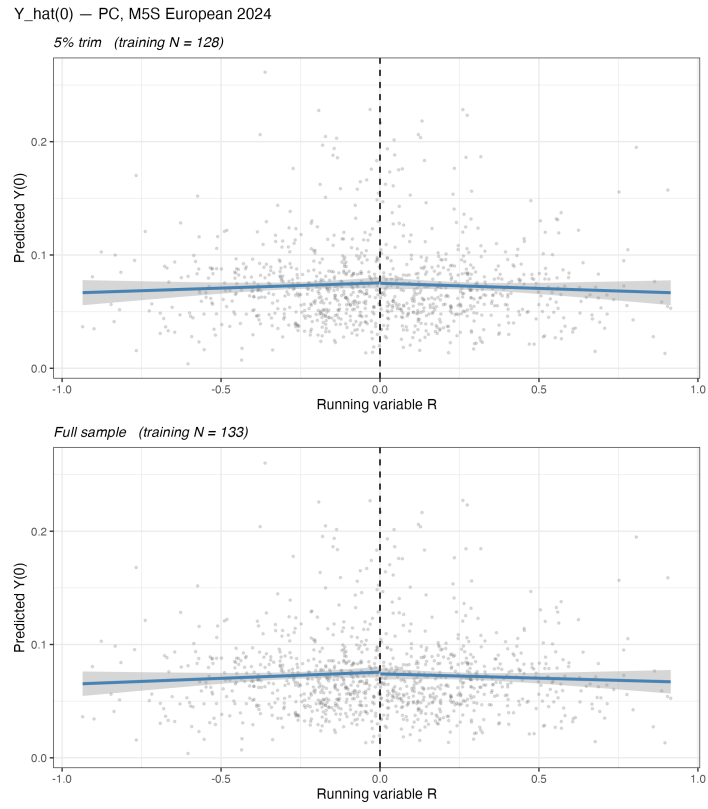 Y_hat(0) — PC, M5S European 2024
5% trim (training N = 128)
Predicted Y(0)
0.2
0.1
0.0
-1.0 -0.5 0.0 0.5 1.0
Running variable R
Full sample (training N = 133)
Predicted Y(0)
0.2
0.1
0.0
-1.0 -0.5 0.0 0.5 1.0
Running variable R